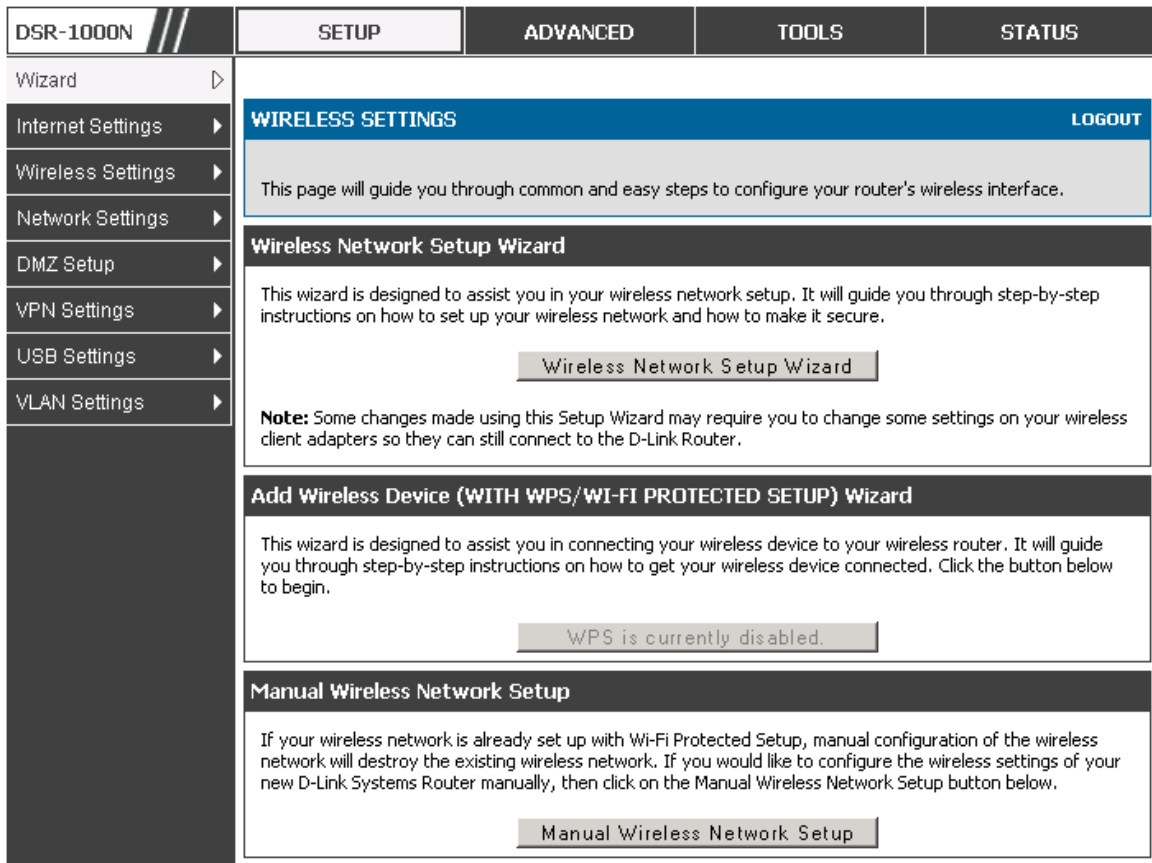 DSR-1000N
SETUP
ADVANCED
TOOLS
STATUS
Wizard
Internet Settings
Wireless Settings
Network Settings
DMZ Setup
VPN Settings
USB Settings
VLAN Settings
WIRELESS SETTINGS
LOGOUT
This page will guide you through common and easy steps to configure your router's wireless interface.
Wireless Network Setup Wizard
This wizard is designed to assist you in your wireless network setup. It will guide you through step-by-step
instructions on how to set up your wireless network and how to make it secure.
Wireless Network Setup Wizard
Note: Some changes made using this Setup Wizard may require you to change some settings on your wireless
client adapters so they can still connect to the D-Link Router.
Add Wireless Device (WITH WPS/WI-FI PROTECTED SETUP) Wizard
This wizard is designed to assist you in connecting your wireless device to your wireless router. It will guide
you through step-by-step instructions on how to get your wireless device connected. Click the button below
to begin.
WPS is currently disabled.
Manual Wireless Network Setup
If your wireless network is already set up with Wi-Fi Protected Setup, manual configuration of the wireless
network will destroy the existing wireless network. If you would like to configure the wireless settings of your
new D-Link Systems Router manually, then click on the Manual Wireless Network Setup button below.
Manual Wireless Network Setup